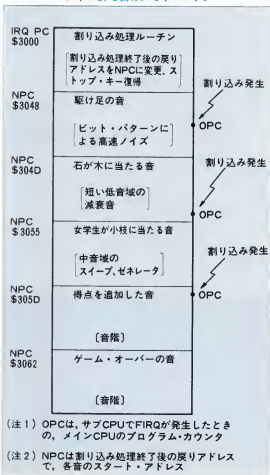 IRQ PC
$3000
割り込み処理ルーチン
割り込み処理終了後の戻り
アドレスをNPCに変更、ス
トップ・キー復帰
割り込み発生
NPC
$3048
駆け足の音
OPC
ビット・パターンに
よる高速ノイズ
NPC
$304D
石が木に当たる音
割り込み発生
短い低音域の
減衰音
OPC
NPC
$3055
女学生が小枝に当たる音
割り込み発生
中音域の
スイープ、ゼネレータ
NPC
$305D
得点を追加した音
OPC
〔音階〕
NPC
$3062
ゲーム・オーバーの音
〔音階〕
(注1) OPCは、サブCPUでFIRQが発生したとき
の、メインCPUのプログラム・カウンタ
(注2) NPCは割り込み処理終了後の戻りアドレス
で、各音のスタート・アドレス